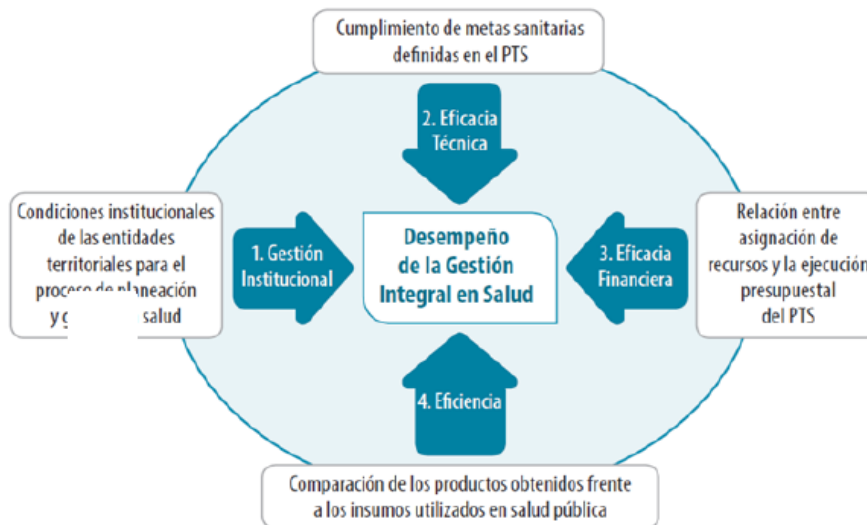 Cumplimiento de metas sanitarias
definidas en el PTS
2. Eficacia
Técnica
Condiciones institucionales
de las entidades
territoriales para el
proceso de planeación
y salud
1. Gestión
Institucional
Desempeño
de la Gestión
Integral en Salud
3. Eficacia
Financiera
Relación entre
asignación de
recursos y la ejecución
presupuestal
del PTS
4. Eficiencia
Comparación de los productos obtenidos frente
a los insumos utilizados en salud pública